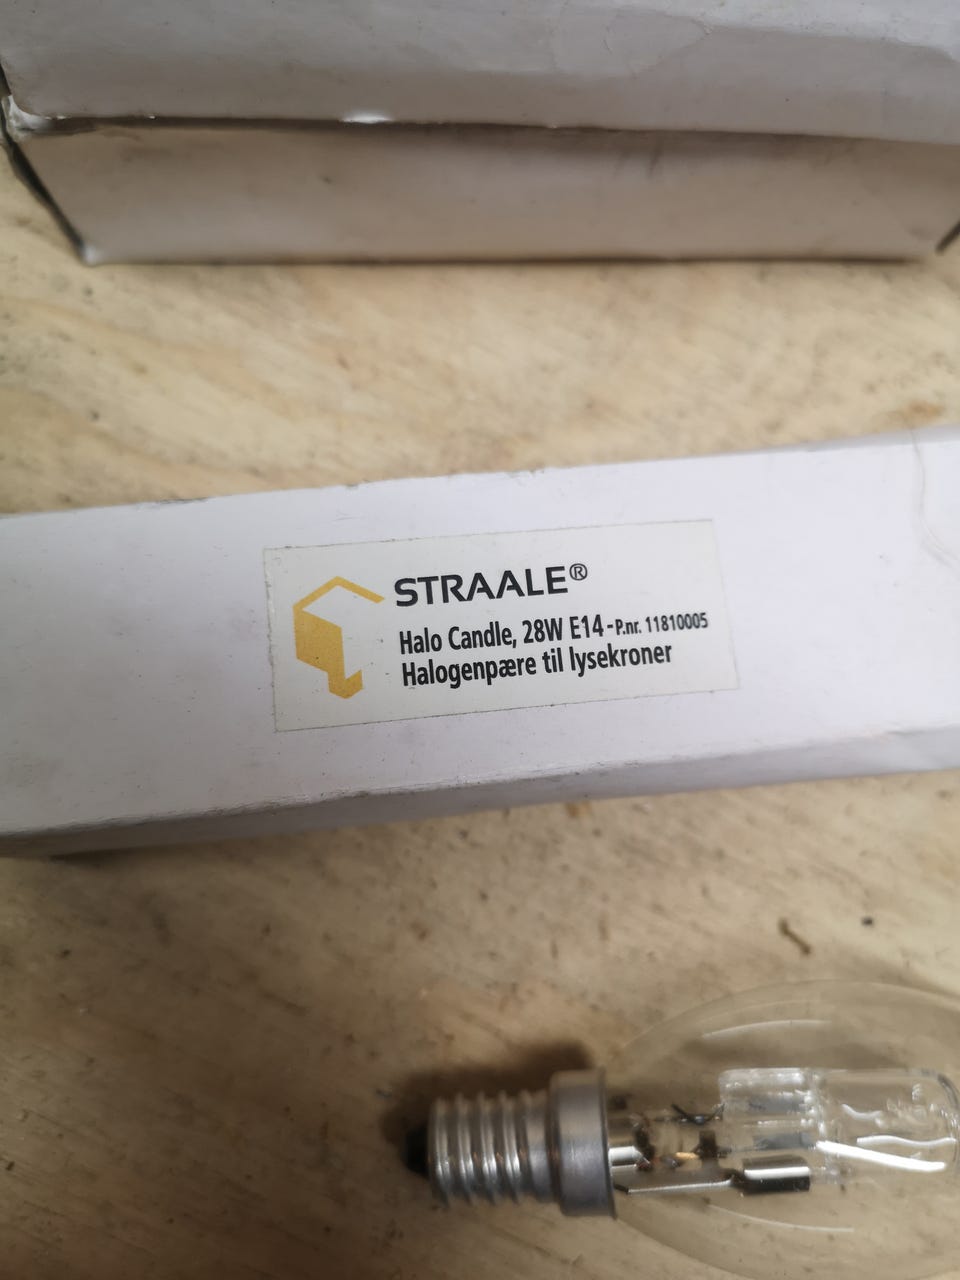 STRAALE®
Halo Candle, 28W E14 - P.nr. 11810005
Halogenpære til lysekroner